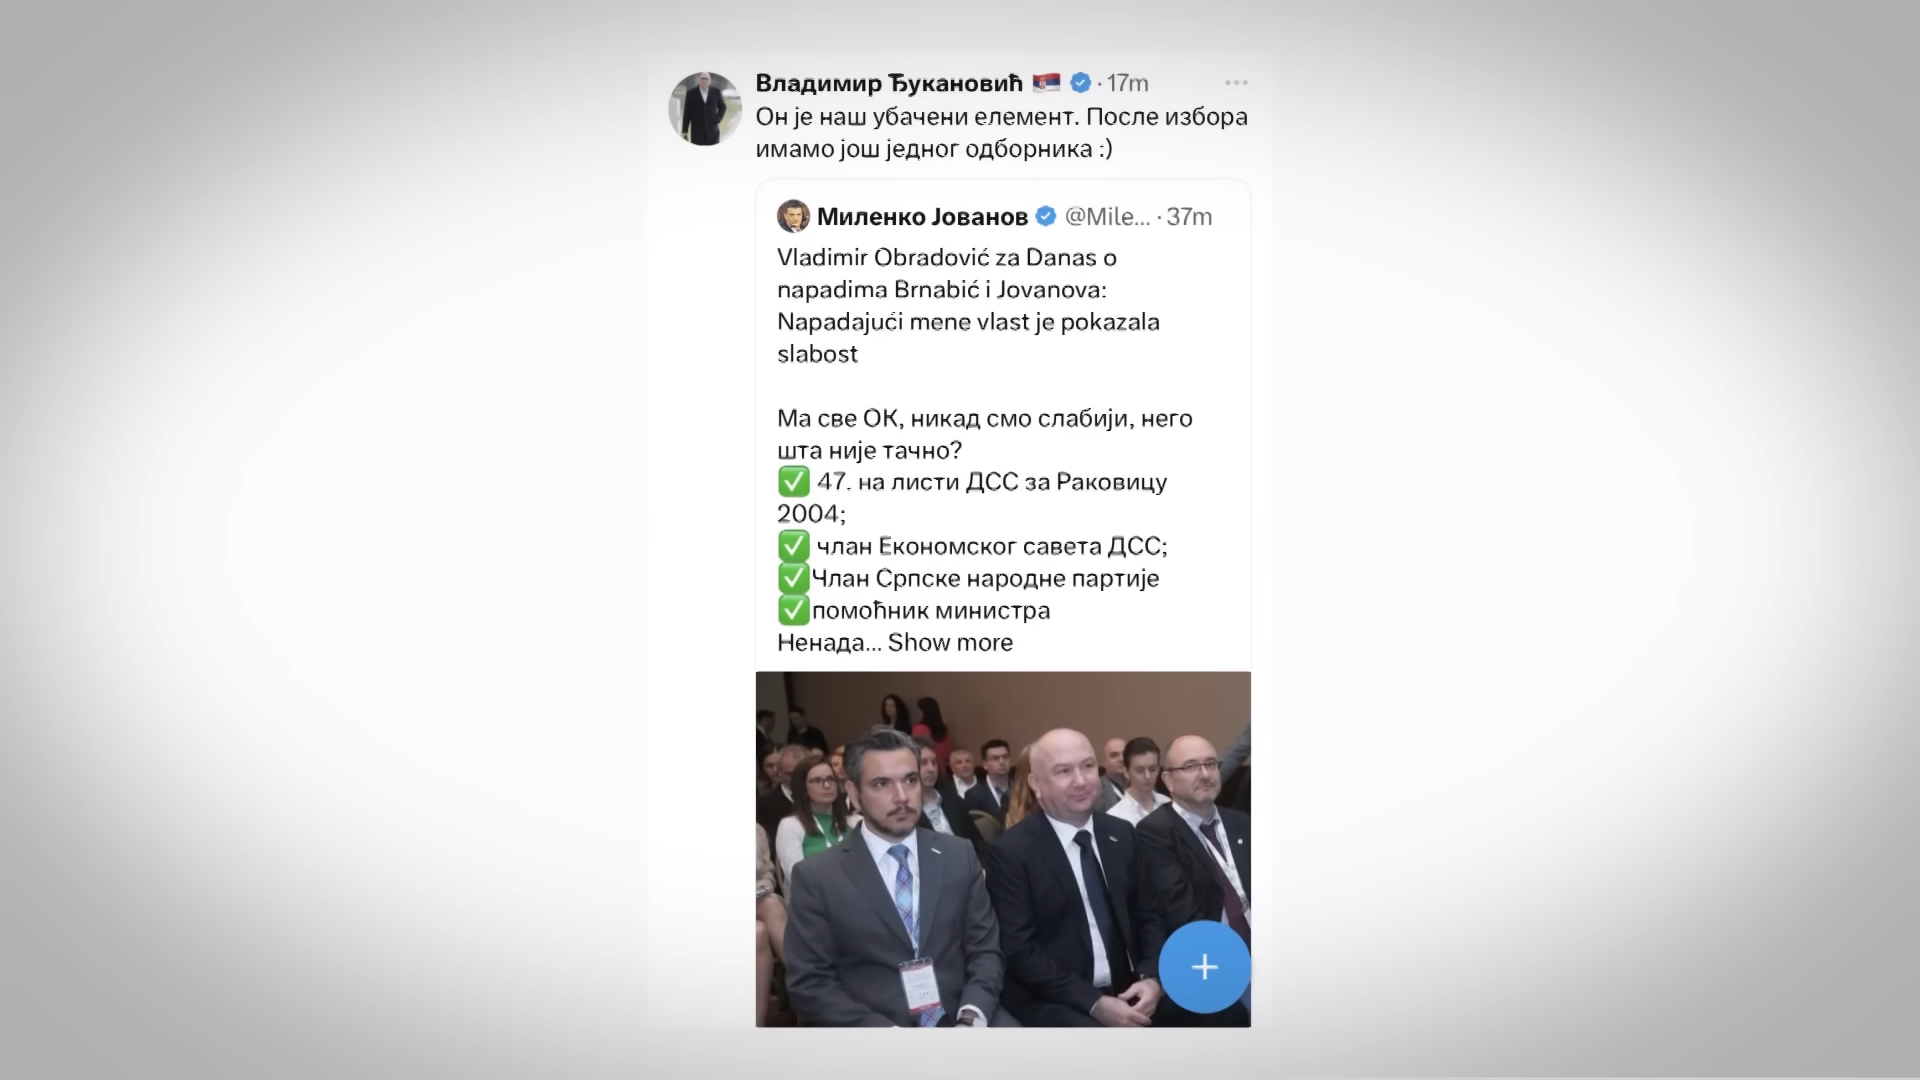 Владимир Ђукановић 🇷🇸 · 17m
Он је наш убачени елемент. После избора
имамо још једног одборника :)
Миленко Јованов @Mile... · 37m
Vladimir Obradović za Danas o
napadima Brnabić i Jovanova:
Napadajući mene vlast je pokazala
slabost
Ма све ОК, никад смо слабији, него
шта није тачно?
✅ 47. на листи ДСС за Раковицу
2004;
✅ члан Економског савета ДСС;
✅Члан Српске народне партије
✅помоћник министра
Ненада... Show more